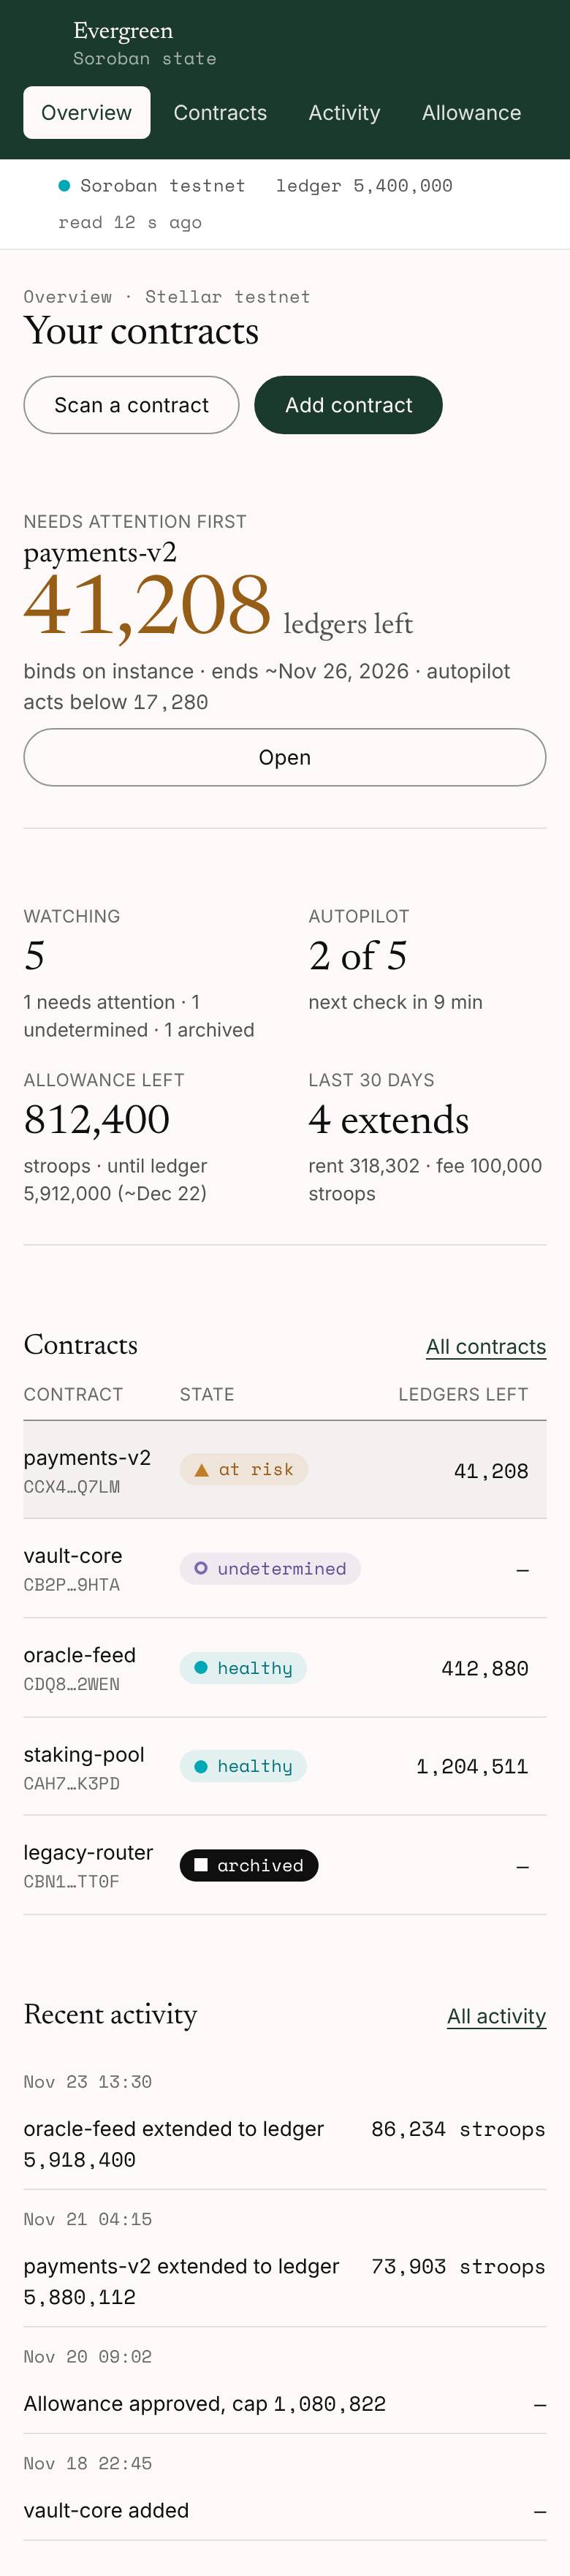 Evergreen
Soroban state
Overview Contracts Activity Allowance
Soroban testnet ledger 5,400,000
read 12 s ago
Overview · Stellar testnet
Your contracts
Scan a contract Add contract
NEEDS ATTENTION FIRST
payments-v2
41,208 ledgers left
binds on instance · ends ~Nov 26, 2026 · autopilot
acts below 17,280
Open
WATCHING
5
1 needs attention · 1
undetermined · 1 archived
AUTOPILOT
2 of 5
next check in 9 min
ALLOWANCE LEFT
812,400
stroops · until ledger
5,912,000 (~Dec 22)
LAST 30 DAYS
4 extends
rent 318,302 · fee 100,000
stroops
Contracts All contracts
CONTRACT STATE LEDGERS LEFT
payments-v2 at risk 41,208
CCX4…Q7LM
vault-core undetermined –
CB2P…9HTA
oracle-feed healthy 412,880
CDQ8…2WEN
staking-pool healthy 1,204,511
CAH7…K3PD
legacy-router archived –
CBN1…TT0F
Recent activity All activity
Nov 23 13:30
oracle-feed extended to ledger 86,234 stroops
5,918,400
Nov 21 04:15
payments-v2 extended to ledger 73,903 stroops
5,880,112
Nov 20 09:02
Allowance approved, cap 1,080,822 –
Nov 18 22:45
vault-core added –